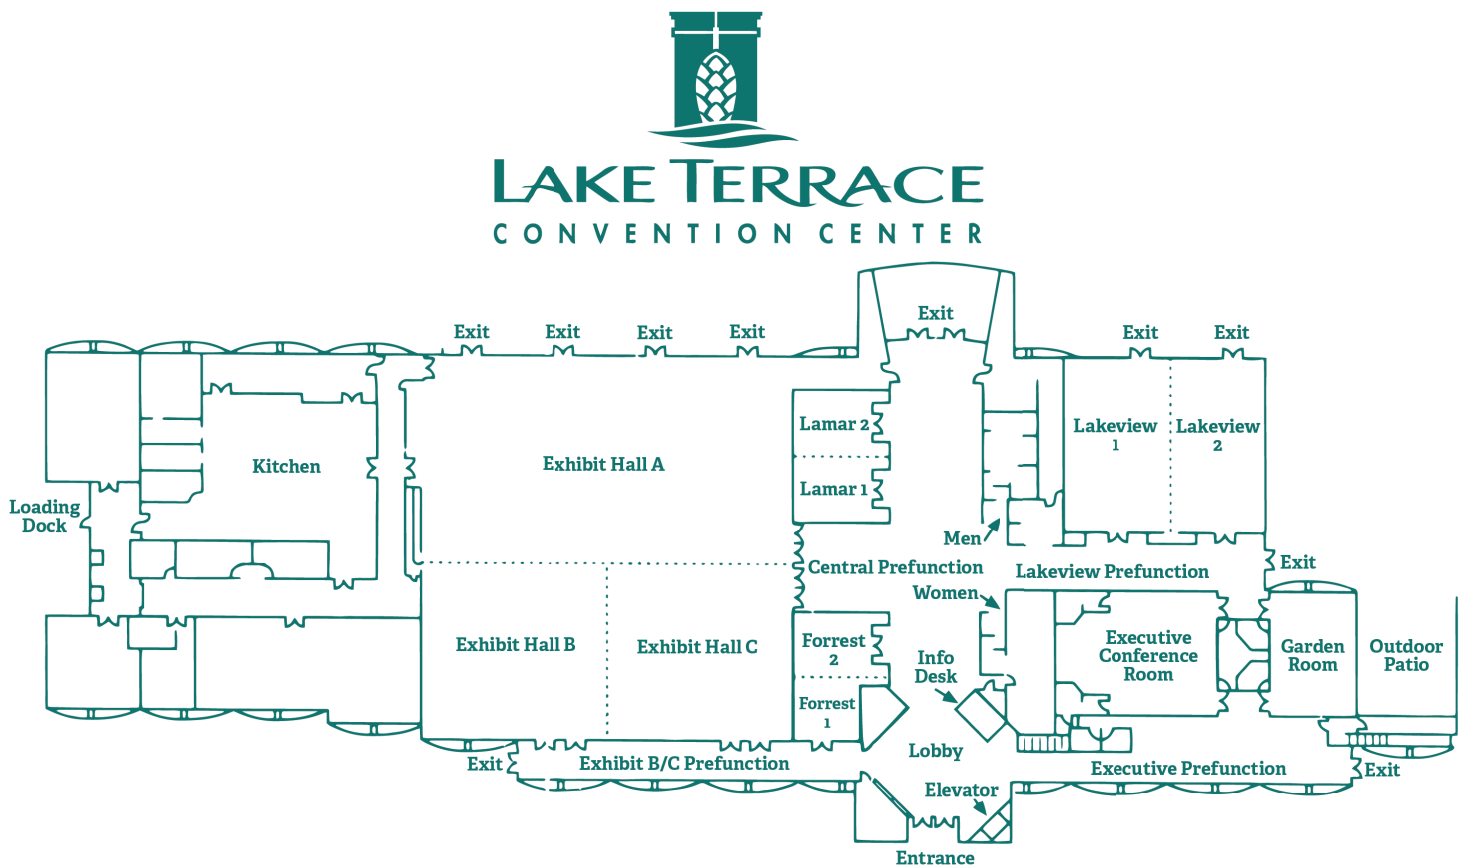 LAKE TERRACE
CONVENTION CENTER
Exit
Exit
Exit
Exit
Exit
Exit
Exit
Lamar 2
Lakeview
1
Lakeview
2
Kitchen
Exhibit Hall A
Lamar 1
Loading
Dock
Men
Central Prefunction
Lakeview Prefunction
Exit
Women
Exhibit Hall B
Exhibit Hall C
Forrest
2
Info
Desk
Executive
Conference
Room
Garden
Room
Outdoor
Patio
Forrest
1
Lobby
Exit
Exhibit B/C Prefunction
Executive Prefunction
Exit
Elevator
Entrance